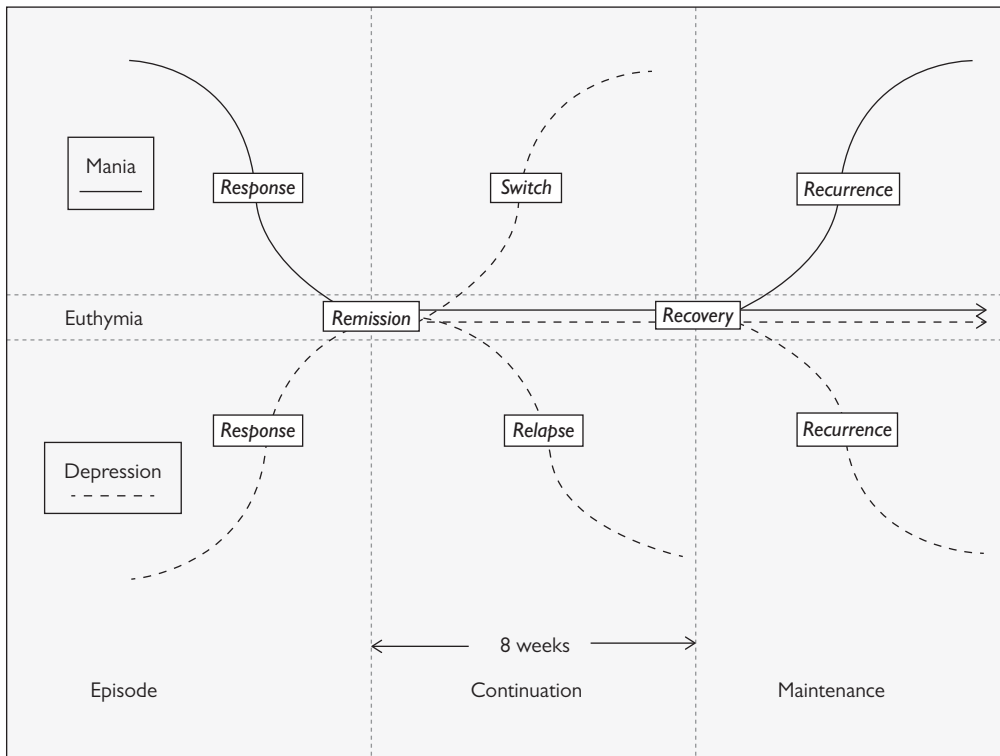 Mania
Response
Switch
Recurrence
Euthymia
Remission
Recovery
Response
Relapse
Recurrence
Depression
8 weeks
Episode
Continuation
Maintenance